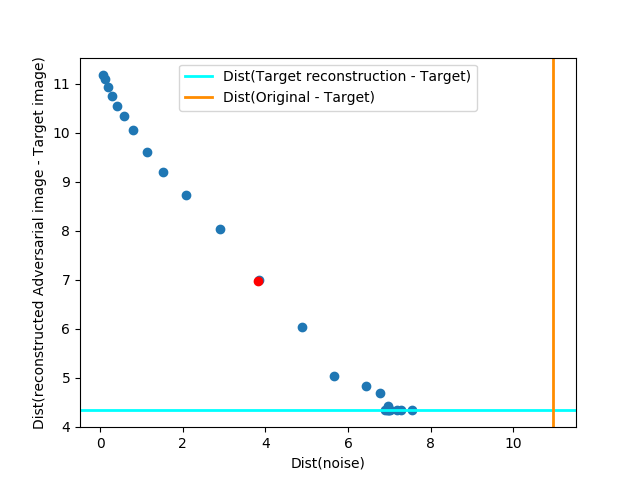 Dist(Target reconstruction - Target)
Dist(Original - Target)
Dist(reconstructed Adversarial image - Target image)
11
10
9
8
7
6
5
4
0 2 4 6 8 10
Dist(noise)